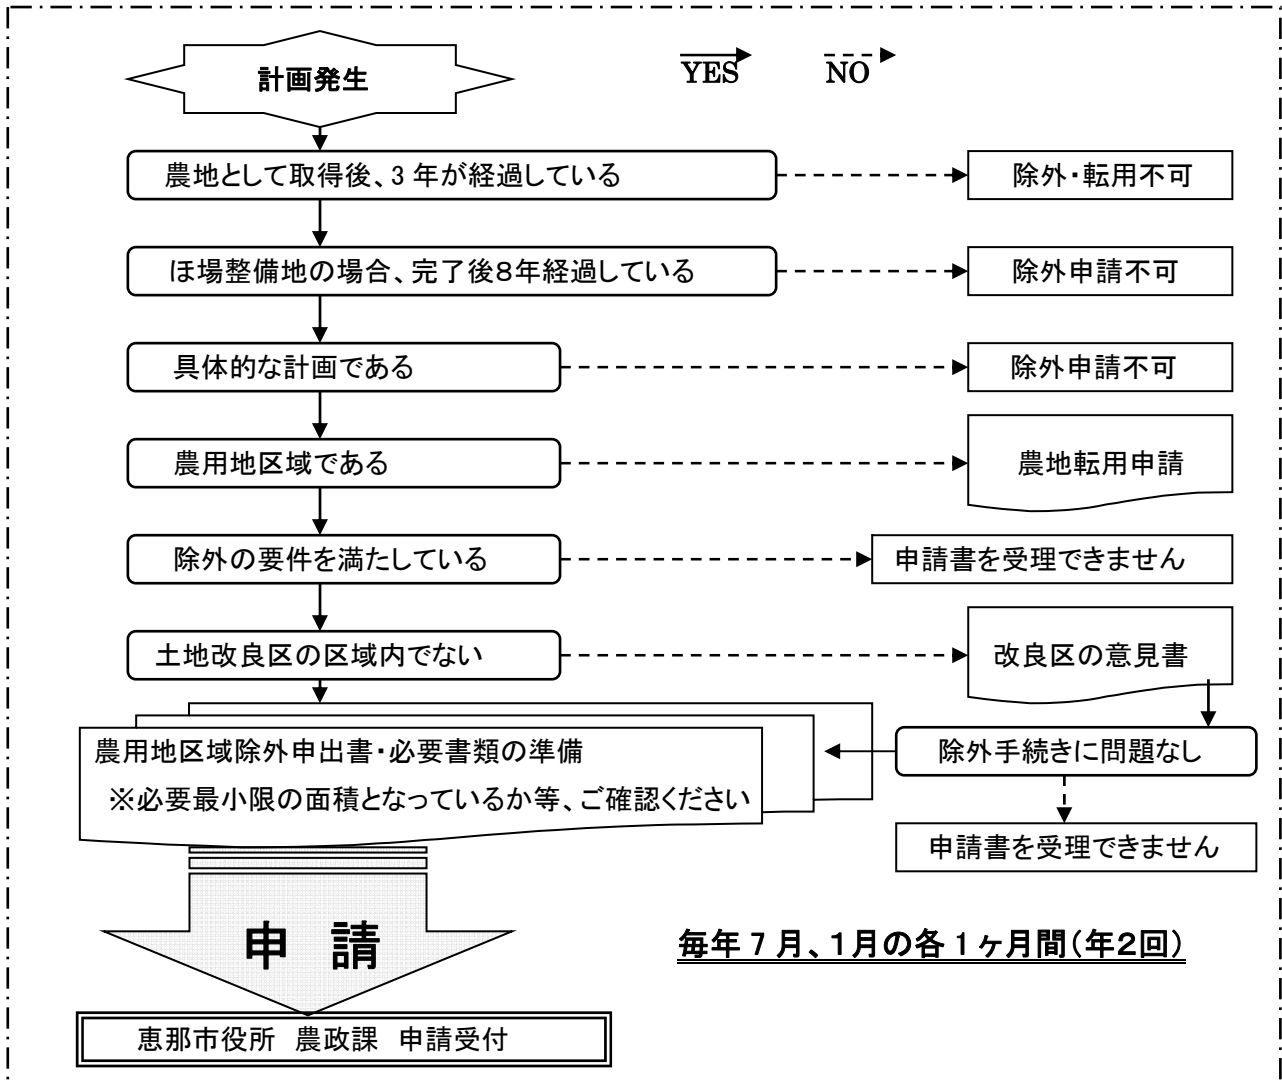 計画発生
YES
NO
農地として取得後、3年が経過している
除外・転用不可
ほ場整備地の場合、完了後8年経過している
除外申請不可
具体的な計画である
除外申請不可
農用地区域である
農地転用申請
除外の要件を満たしている
申請書を受理できません
土地改良区の区域内でない
改良区の意見書
農用地区域除外申出書・必要書類の準備
※必要最小限の面積となっているか等、ご確認ください
除外手続きに問題なし
申請書を受理できません
申 請
毎年7月、1月の各1ヶ月間(年2回)
恵那市役所 農政課 申請受付